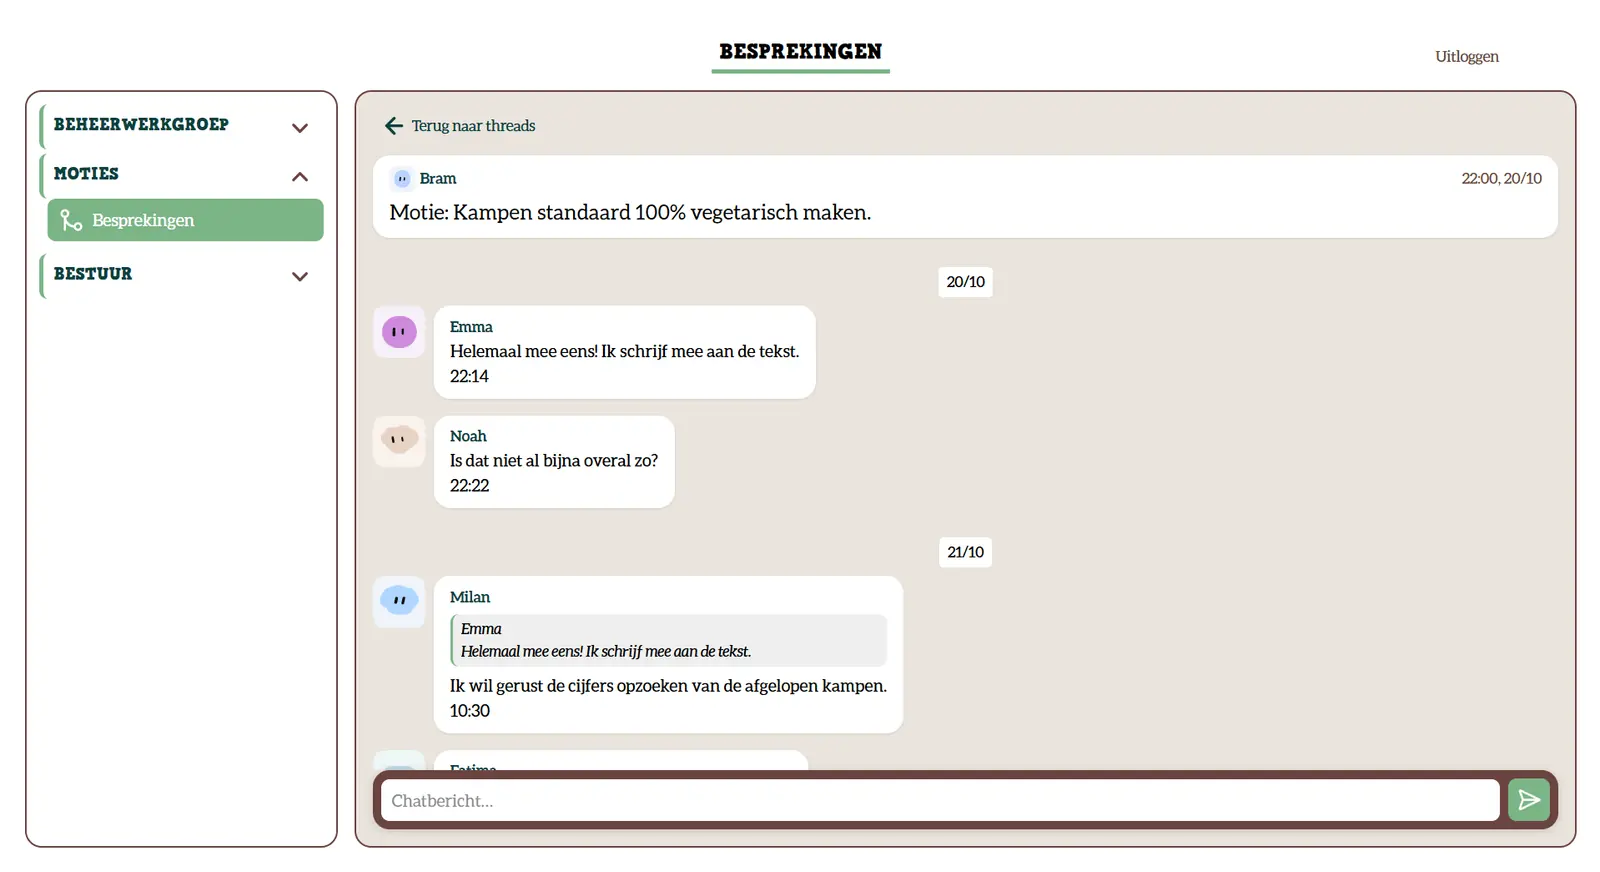 BESPREKINGEN
Uitloggen
BEHEERWERKGROEP
MOTIES
Besprekingen
BESTUUR
Terug naar threads
Bram
22:00, 20/10
Motie: Kampen standaard 100% vegetarisch maken.
20/10
Emma
Helemaal mee eens! Ik schrijf mee aan de tekst.
22:14
Noah
Is dat niet al bijna overal zo?
22:22
21/10
Milan
Emma
Helemaal mee eens! Ik schrijf mee aan de tekst.
Ik wil gerust de cijfers opzoeken van de afgelopen kampen.
10:30
Fatima
Chatbericht...